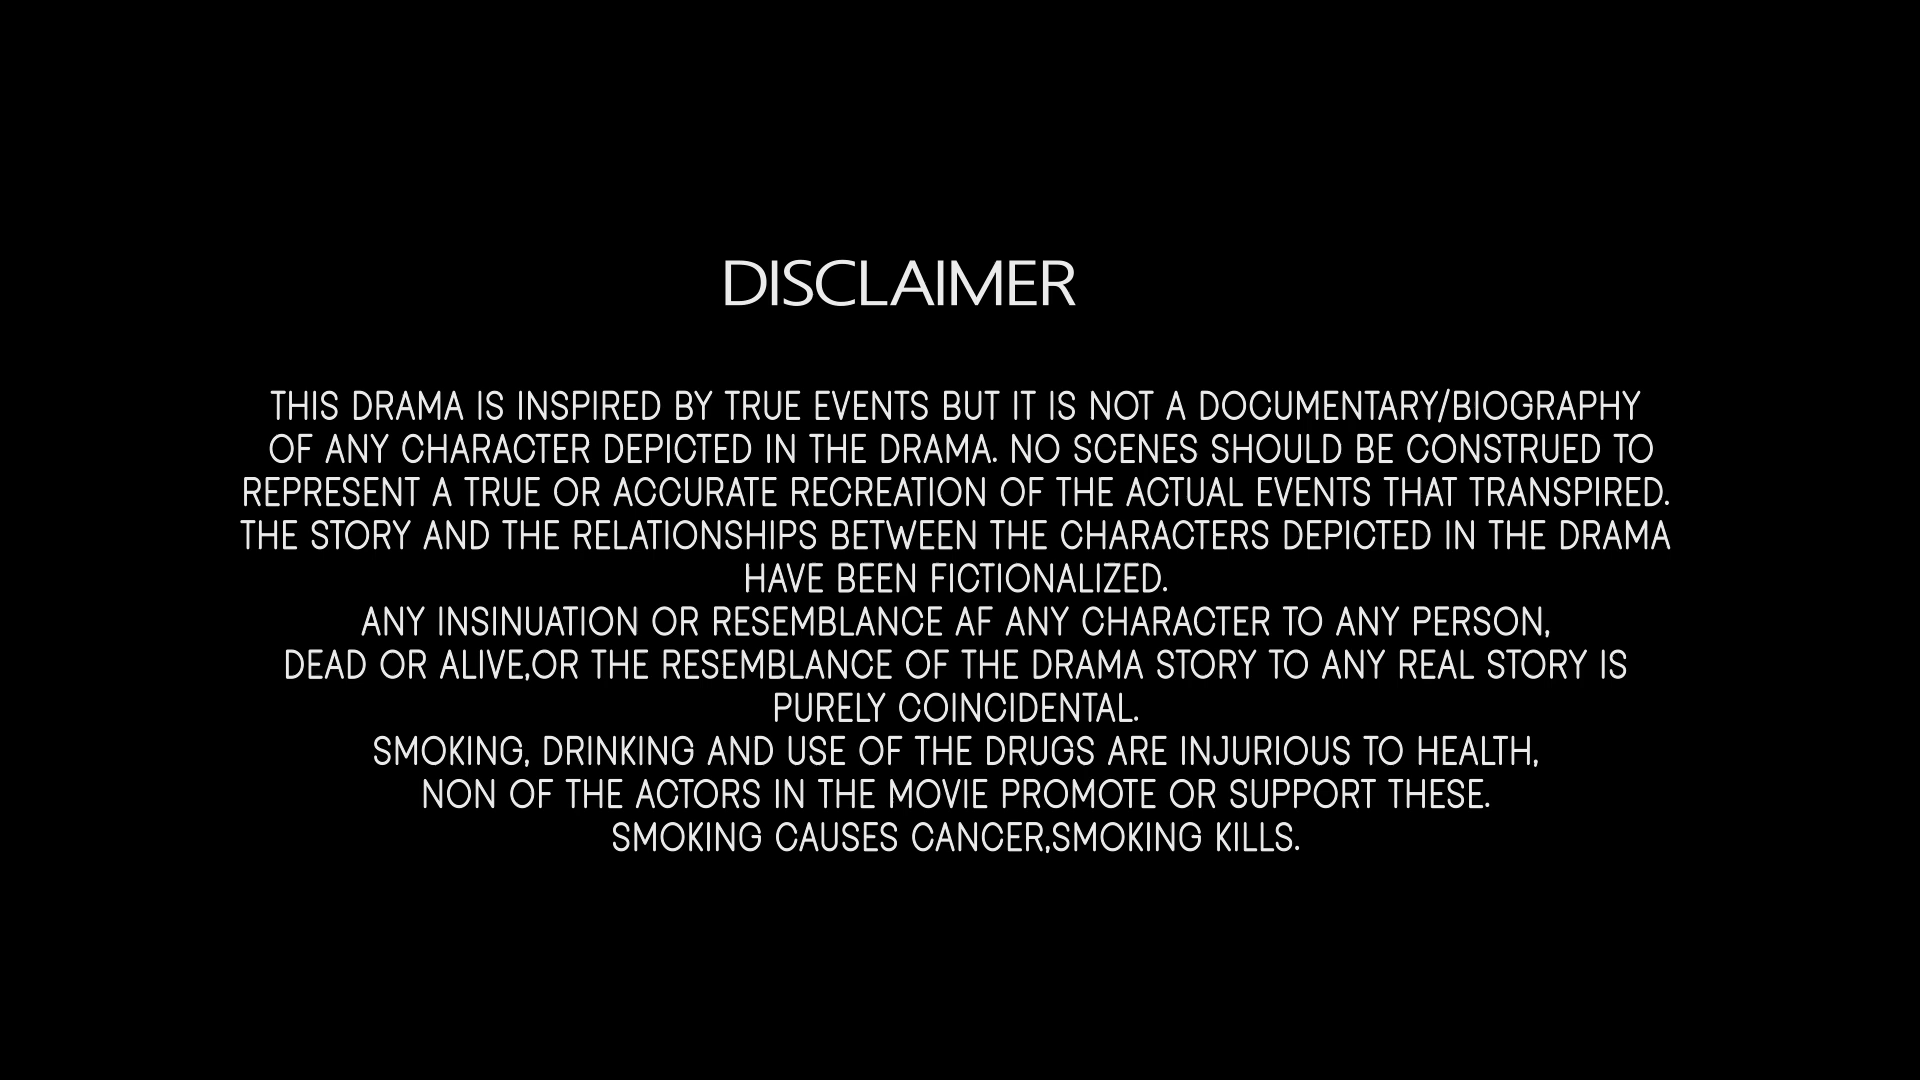 DISCLAIMER
THIS DRAMA IS INSPIRED BY TRUE EVENTS BUT IT IS NOT A DOCUMENTARY/BIOGRAPHY
OF ANY CHARACTER DEPICTED IN THE DRAMA. NO SCENES SHOULD BE CONSTRUED TO
REPRESENT A TRUE OR ACCURATE RECREATION OF THE ACTUAL EVENTS THAT TRANSPIRED.
THE STORY AND THE RELATIONSHIPS BETWEEN THE CHARACTERS DEPICTED IN THE DRAMA
HAVE BEEN FICTIONALIZED.
ANY INSINUATION OR RESEMBLANCE AF ANY CHARACTER TO ANY PERSON,
DEAD OR ALIVE,OR THE RESEMBLANCE OF THE DRAMA STORY TO ANY REAL STORY IS
PURELY COINCIDENTAL.
SMOKING, DRINKING AND USE OF THE DRUGS ARE INJURIOUS TO HEALTH,
NON OF THE ACTORS IN THE MOVIE PROMOTE OR SUPPORT THESE.
SMOKING CAUSES CANCER,SMOKING KILLS.